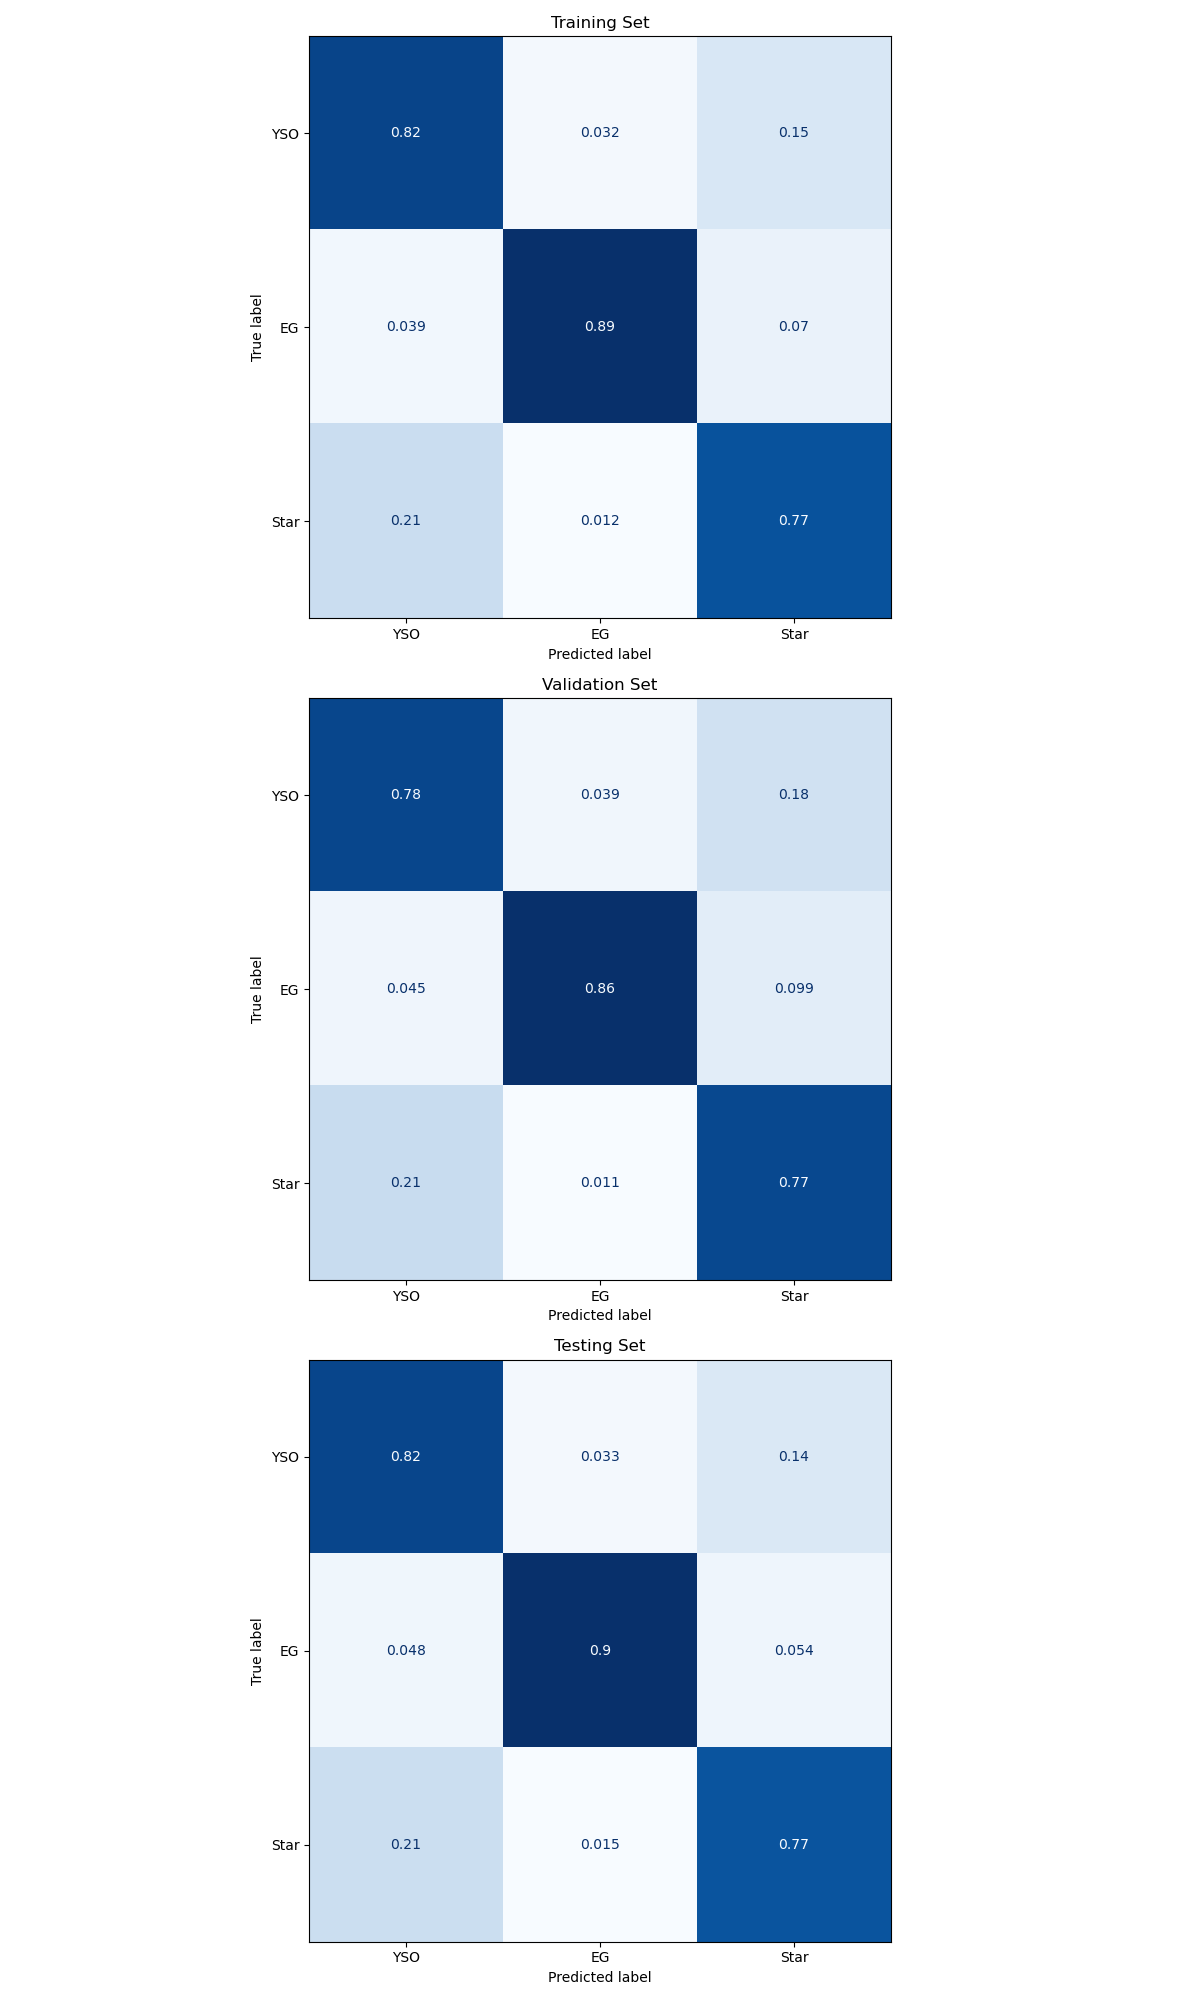 Training Set
YSO 0.82 0.032 0.15
True label
EG 0.039 0.89 0.07
Star 0.21 0.012 0.77
YSO EG Star
Predicted label
Validation Set
YSO 0.78 0.039 0.18
True label
EG 0.045 0.86 0.099
Star 0.21 0.011 0.77
YSO EG Star
Predicted label
Testing Set
YSO 0.82 0.033 0.14
True label
EG 0.048 0.9 0.054
Star 0.21 0.015 0.77
YSO EG Star
Predicted label